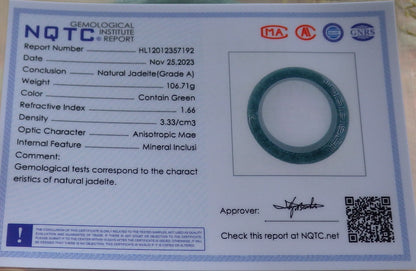 NQTC GEMOLOGICAL INSTITUTE REPORT
Report Number HL12012357192
Date Nov 25,2023
Conclusion Natural Jadeite(Grade A)
Weight 106.71g
Color Contain Green
Refractive Index 1.66
Density 3.33/cm3
Optic Character Anisotropic Mae
Internal Feature Mineral Inclusi
Comment:
Gemological tests correspond to the charact
eristics of natural jadeite.
MA
GNBS
Approver:
Check this report at NQTC.net